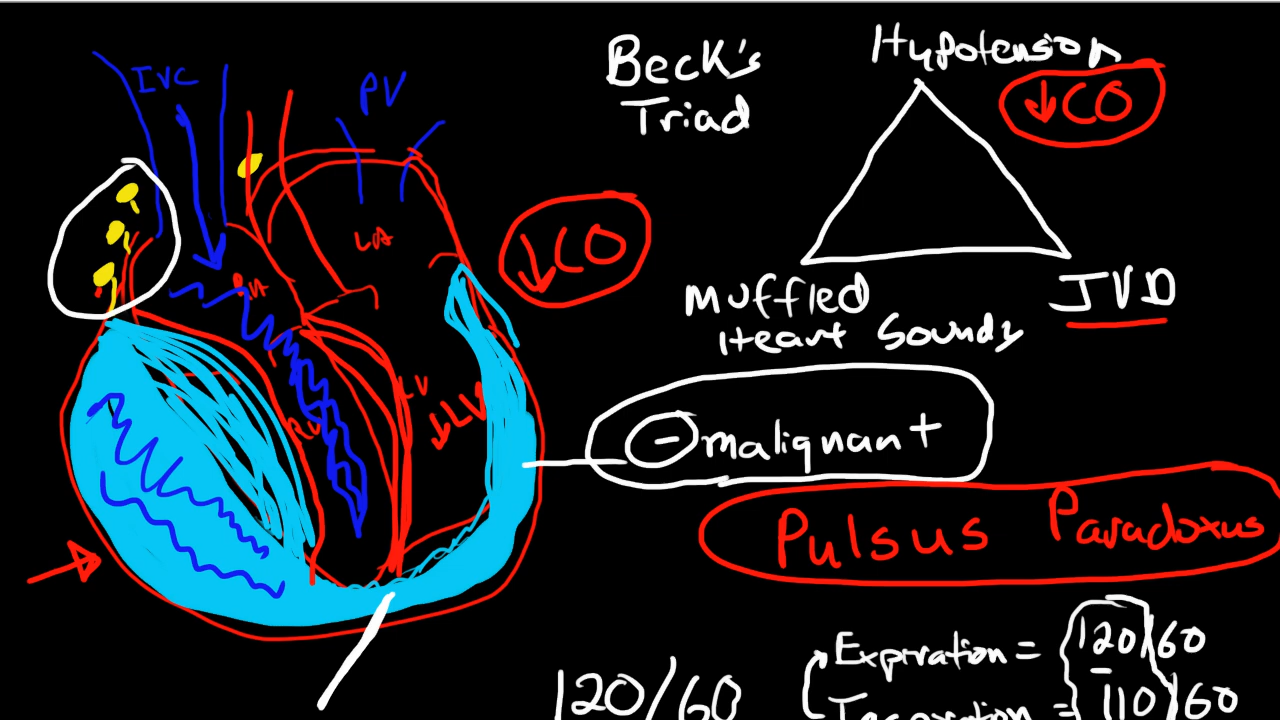 IVC
PV
Beck's
Triad
Hypotension
↓CO
LA
RA
↓CO
Muffled
Heart Sounds
JVD
LV
↓LV
RV
- malignant
Pulsus Paradoxus
Expiration = 120/60
120/60
= 110/60